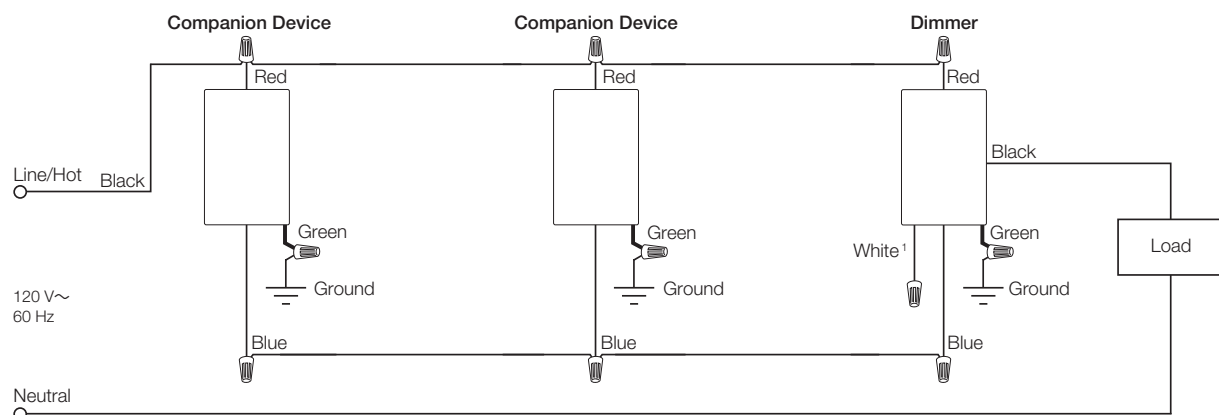 Companion Device
Companion Device
Dimmer
Red
Red
Red
Line/Hot
Black
Black
Green
Green
White¹
Green
Load
120 V~
60 Hz
Ground
Ground
Ground
Blue
Blue
Blue
Neutral